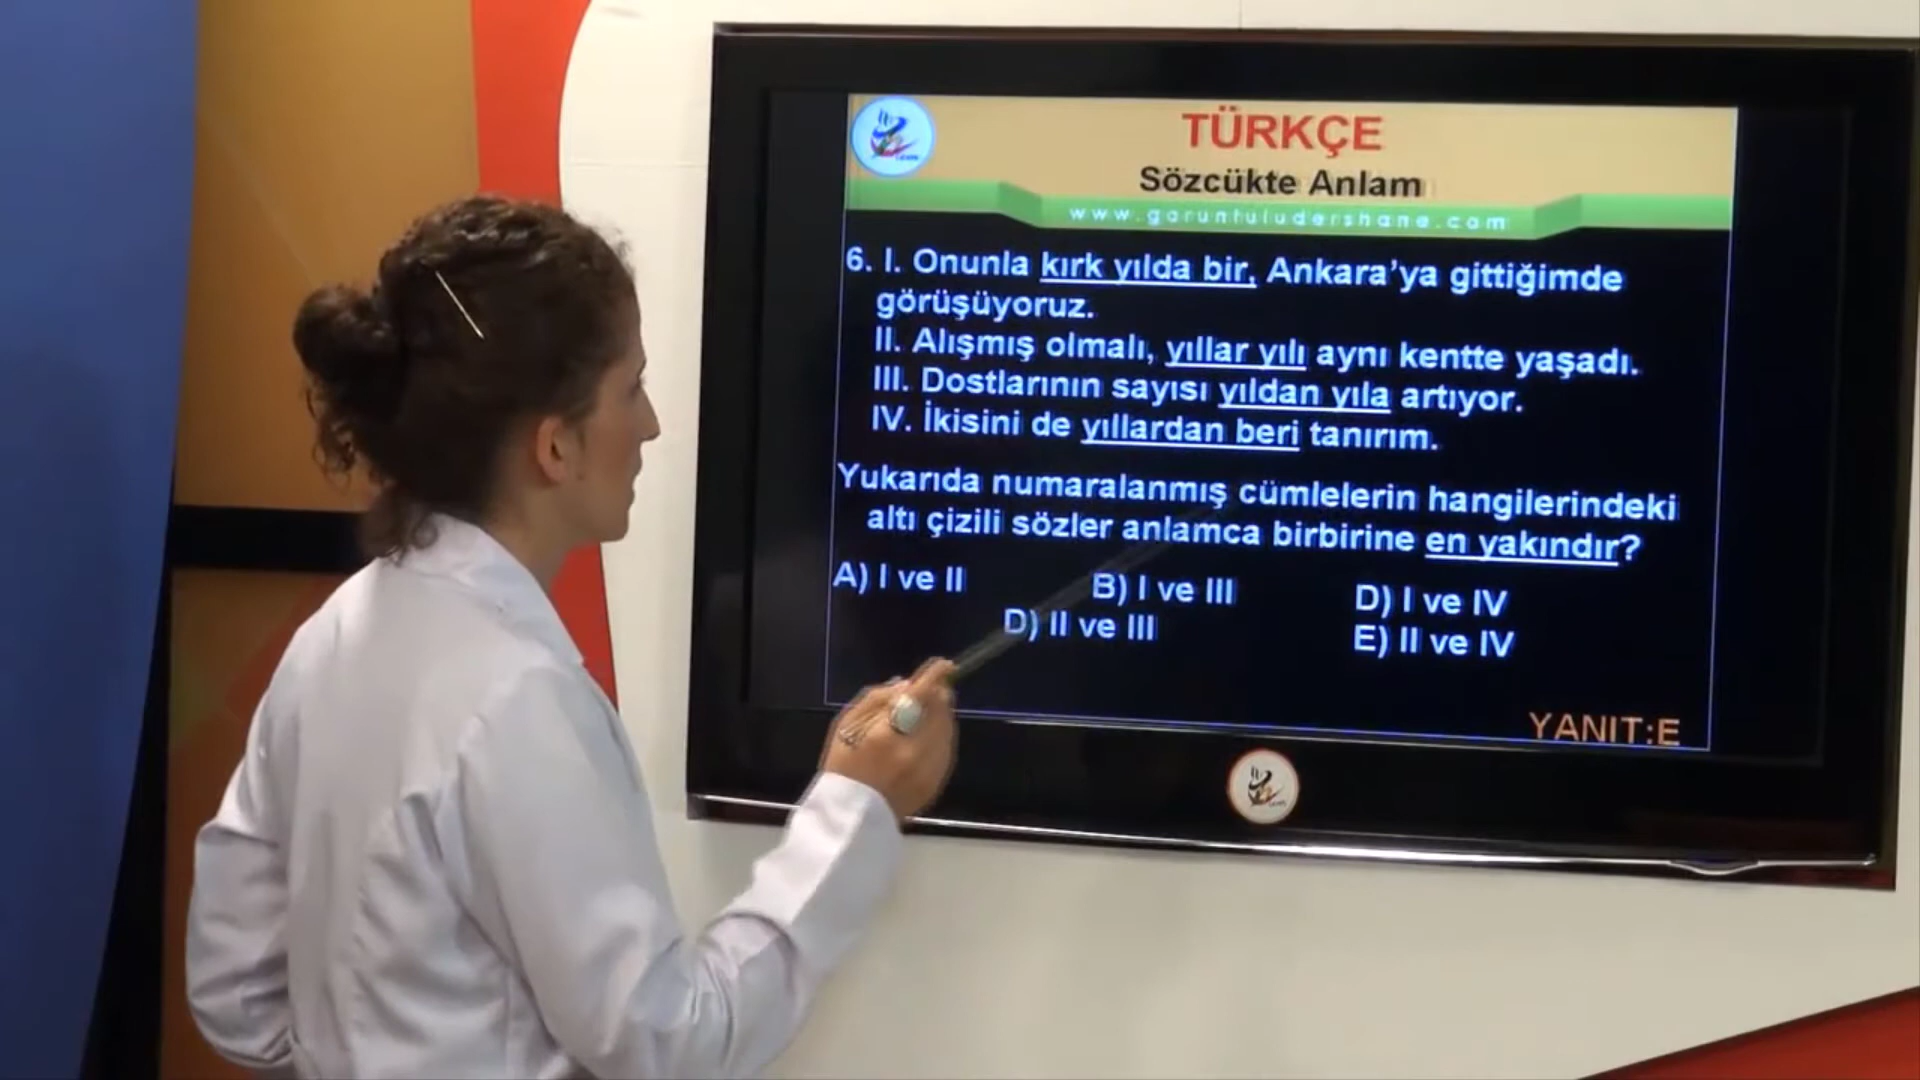 TÜRKÇE
Sözcükte Anlam
www.goruntuludershane.com
6. I. Onunla kırk yılda bir, Ankara’ya gittiğimde
görüşüyoruz.
II. Alışmış olmalı, yıllar yılı aynı kentte yaşadı.
III. Dostlarının sayısı yıldan yıla artıyor.
IV. İkisini de yıllardan beri tanırım.
Yukarıda numaralanmış cümlelerin hangilerindeki
altı çizili sözler anlamca birbirine en yakındır?
A) I ve II B) I ve III D) I ve IV
D) II ve III E) II ve IV
YANIT:E